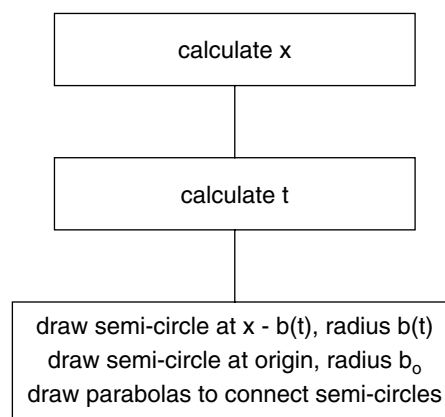 calculate x
calculate t
draw semi-circle at x - b(t), radius b(t)
draw semi-circle at origin, radius bₒ
draw parabolas to connect semi-circles